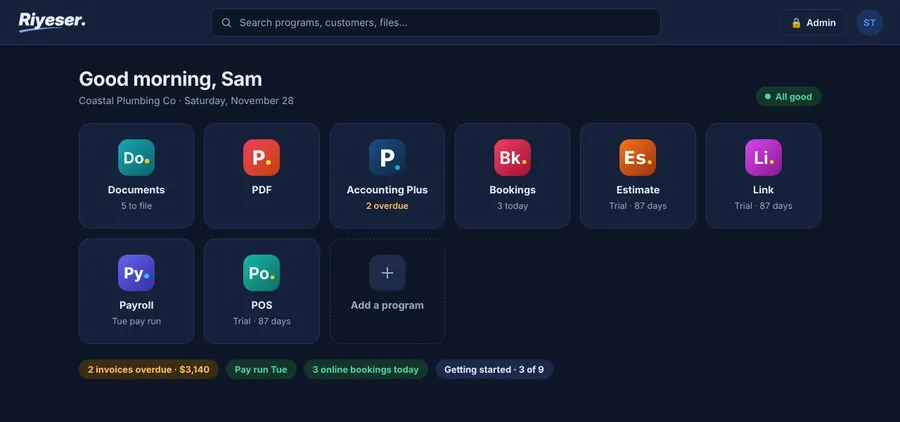 Riyeser.
Search programs, customers, files...
🔒 Admin
ST
Good morning, Sam
Coastal Plumbing Co · Saturday, November 28
All good
Do.
Documents
5 to file
P.
PDF
P.
Accounting Plus
2 overdue
Bk.
Bookings
3 today
Es.
Estimate
Trial · 87 days
Li.
Link
Trial · 87 days
Py.
Payroll
Tue pay run
Po.
POS
Trial · 87 days
+
Add a program
2 invoices overdue · $3,140
Pay run Tue
3 online bookings today
Getting started · 3 of 9